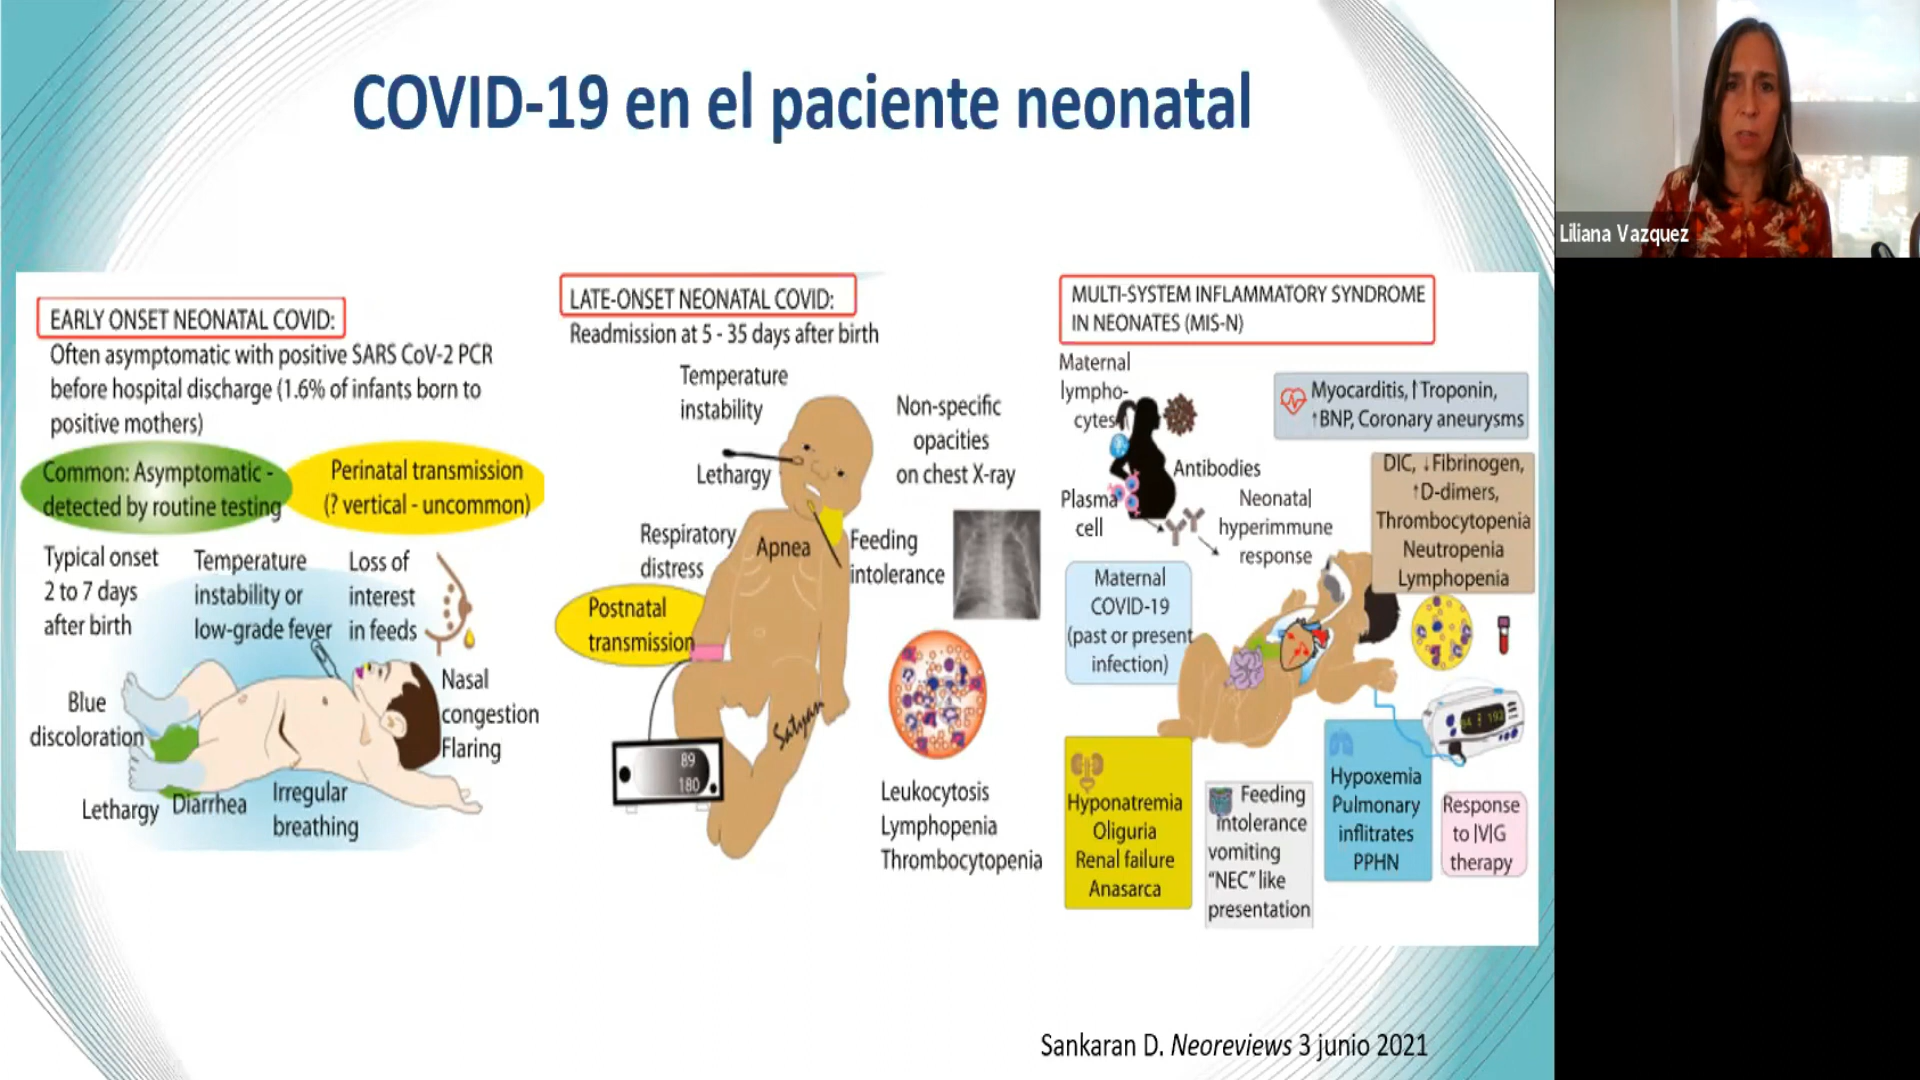 COVID-19 en el paciente neonatal
Liliana Vazquez
EARLY ONSET NEONATAL COVID:
Often asymptomatic with positive SARS CoV-2 PCR
before hospital discharge (1.6% of infants born to
positive mothers)
Common: Asymptomatic -
detected by routine testing
Perinatal transmission
(? vertical - uncommon)
Typical onset
2 to 7 days
after birth
Temperature
instability or
low-grade fever
Loss of
interest
in feeds
Blue
discoloration
Nasal
congestion
Flaring
Lethargy
Diarrhea
Irregular
breathing
LATE-ONSET NEONATAL COVID:
Readmission at 5 - 35 days after birth
Temperature
instability
Lethargy
Non-specific
opacities
on chest X-ray
Respiratory
distress
Apnea
Feeding
intolerance
Postnatal
transmission
Satyan
89
180
Leukocytosis
Lymphopenia
Thrombocytopenia
MULTI-SYSTEM INFLAMMATORY SYNDROME
IN NEONATES (MIS-N)
Maternal
lympho-
cytes
Myocarditis,↑Troponin,
↑BNP, Coronary aneurysms
Antibodies
Plasma
cell
Neonatal
hyperimmune
response
DIC, ↓Fibrinogen,
↑D-dimers,
Thrombocytopenia
Neutropenia
Lymphopenia
Maternal
COVID-19
(past or present
infection)
84
192
Hyponatremia
Oliguria
Renal failure
Anasarca
Feeding
intolerance
vomiting
“NEC” like
presentation
Hypoxemia
Pulmonary
inflitrates
PPHN
Response
to IVIG
therapy
Sankaran D. Neoreviews 3 junio 2021